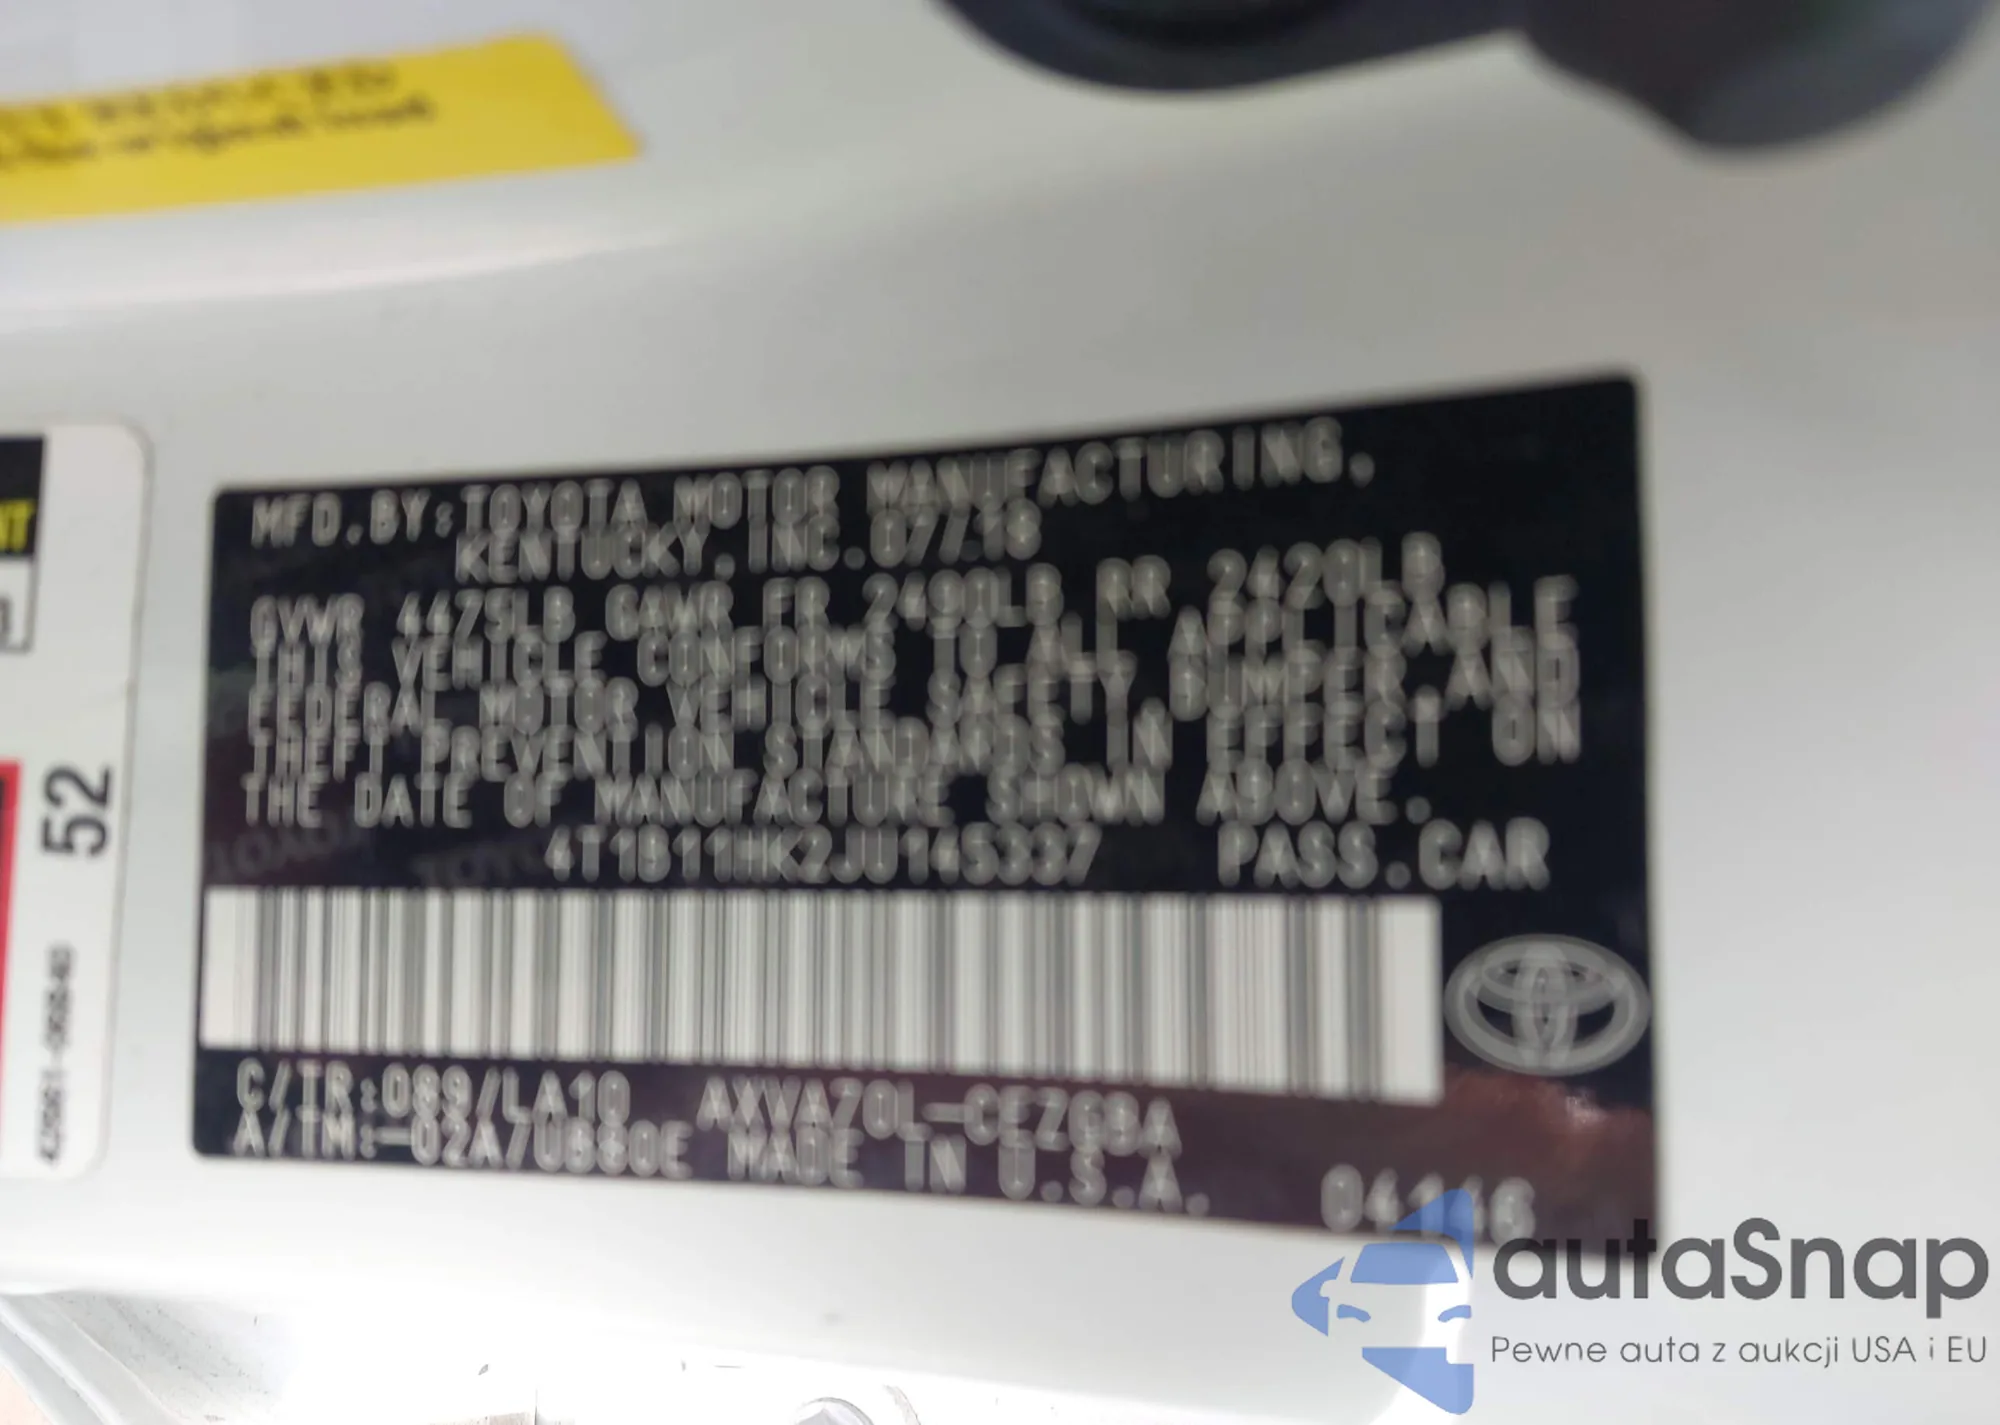 MFD.BY:TOYOTA MOTOR MANUFACTURING,
KENTUCKY, INC. 07/18
GVWR 4475LB GAWR FR 2490LB RR 2420LB
THIS VEHICLE CONFORMS TO ALL APPLICABLE
FEDERAL MOTOR VEHICLE SAFETY,BUMPER,AND
THEFT PREVENTION STANDARDS IN EFFECT ON
THE DATE OF MANUFACTURE SHOWN ABOVE.
4T1B11HK2JU145337 PASS.CAR
C/TR:089/LA10 AXVA70L-CEZGBA
A/TM:-02A/UB80E MADE IN U.S.A.
04146
52
autaSnap
Pewne auta z aukcji USA i EU